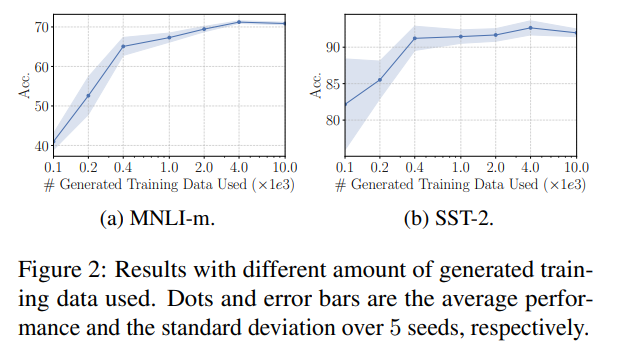 70
60
50
40
Acc.
0.1 0.2 0.4 1.0 2.0 4.0 10.0
# Generated Training Data Used (×1e3)
(a) MNLI-m.
90
85
80
Acc.
0.1 0.2 0.4 1.0 2.0 4.0 10.0
# Generated Training Data Used (×1e3)
(b) SST-2.
Figure 2: Results with different amount of generated train-
ing data used. Dots and error bars are the average perfor-
mance and the standard deviation over 5 seeds, respectively.